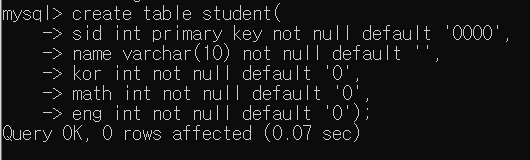 mysql> create table student(
    -> sid int primary key not null default '0000',
    -> name varchar(10) not null default '',
    -> kor int not null default '0',
    -> math int not null default '0',
    -> eng int not null default '0');
Query OK, 0 rows affected (0.07 sec)